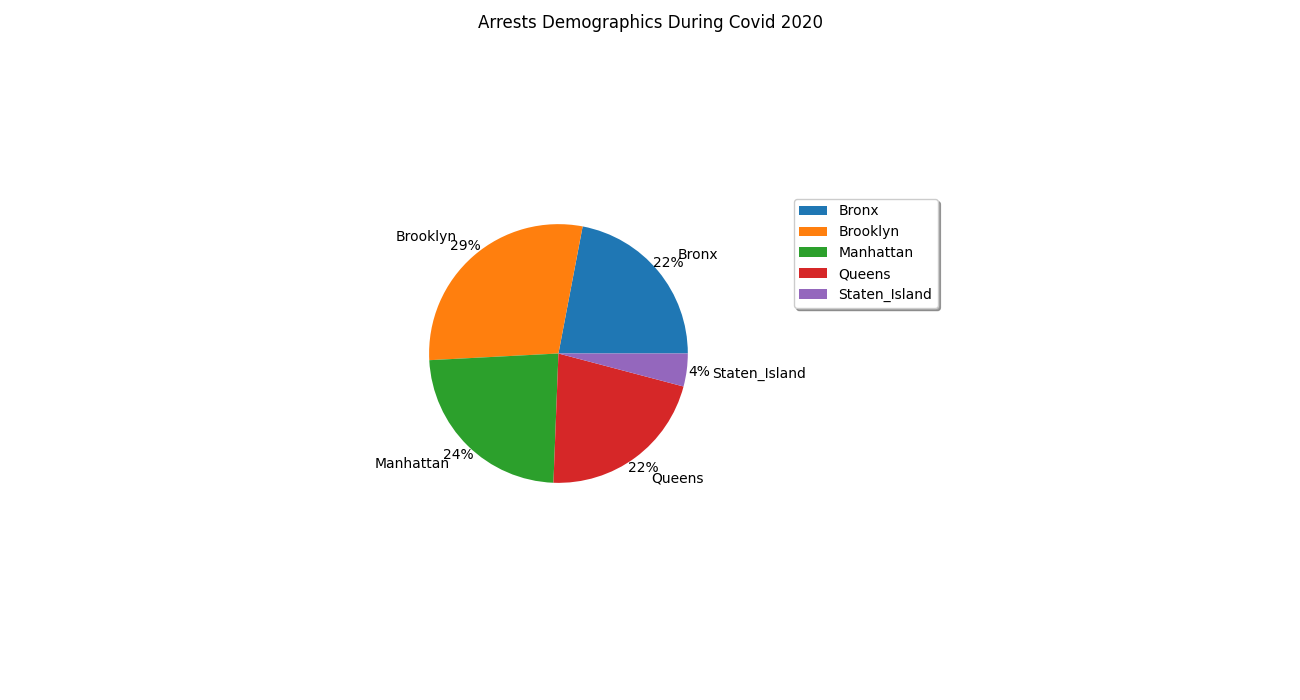 Arrests Demographics During Covid 2020
Bronx
Brooklyn
Manhattan
Queens
Staten_Island
Brooklyn
29%
22%
Bronx
4%
Staten_Island
Manhattan
24%
22%
Queens